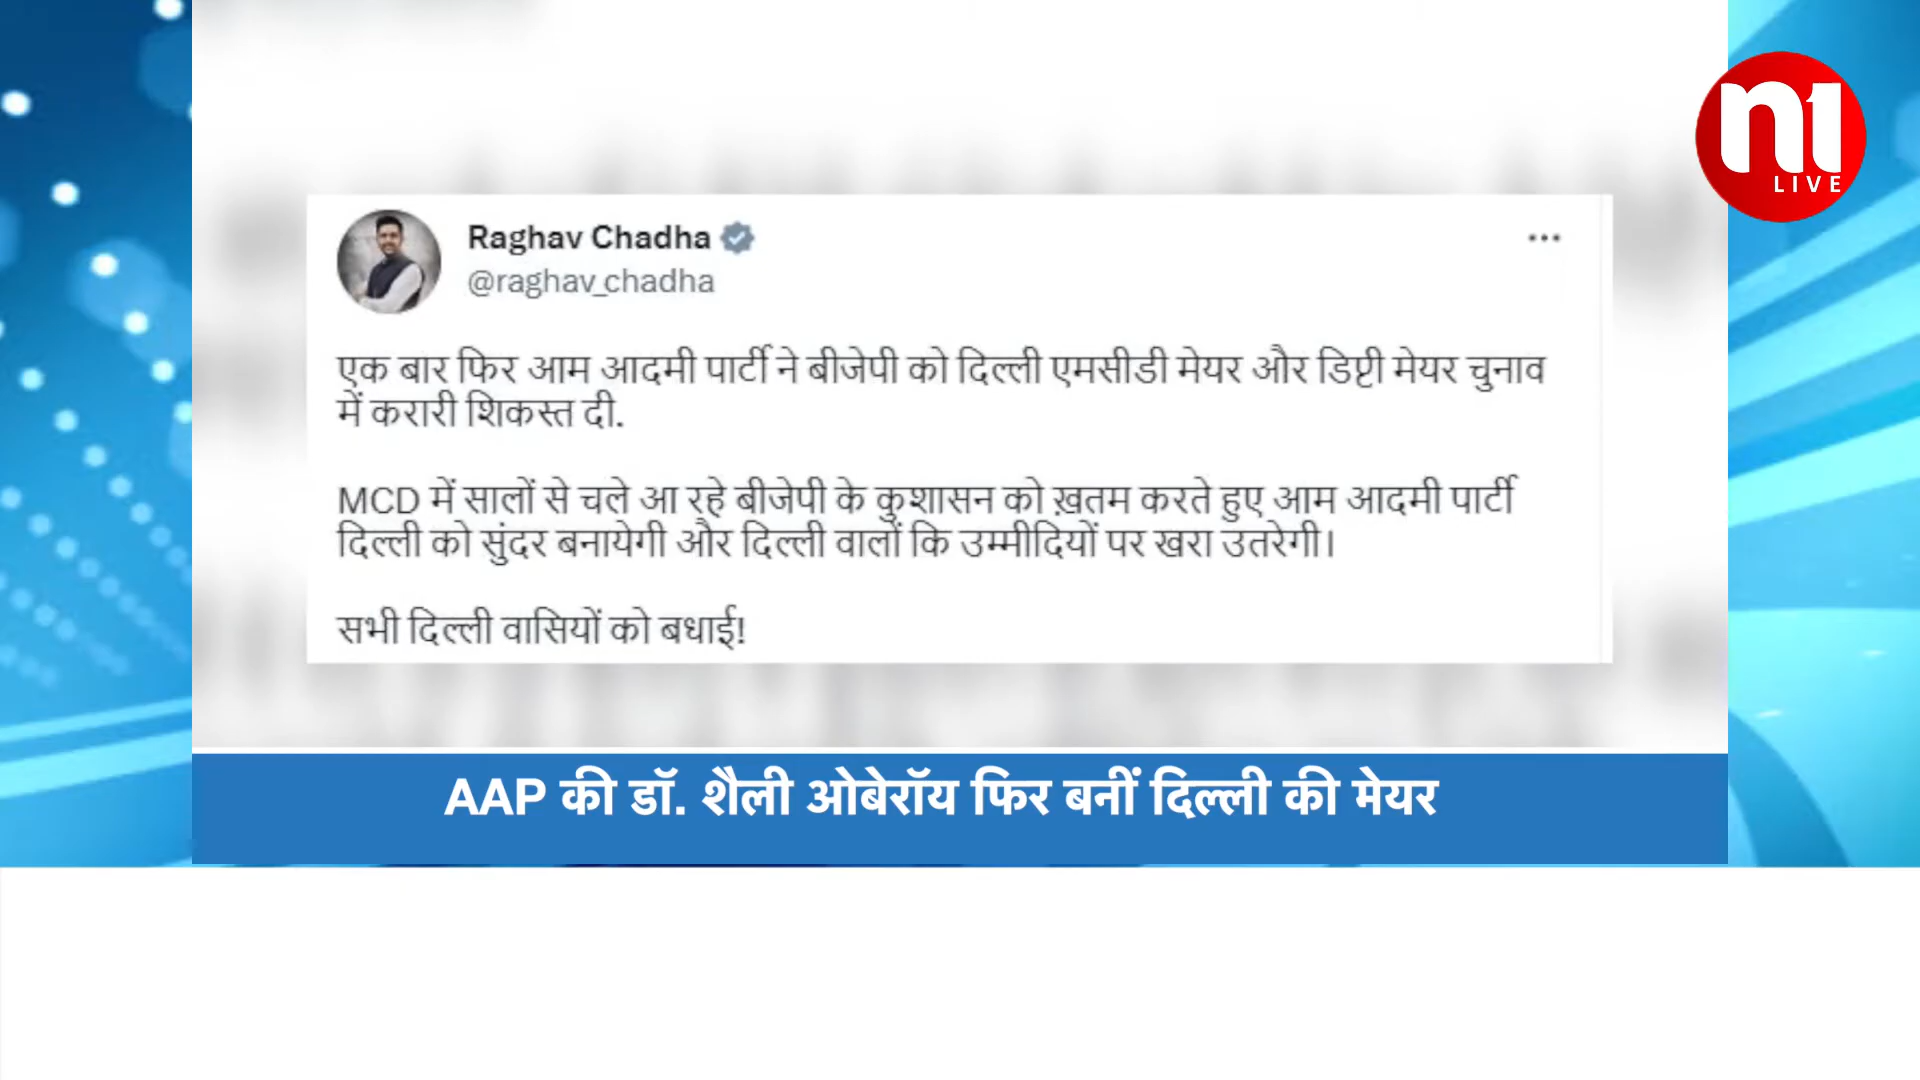 n1
LIVE
Raghav Chadha
@raghav_chadha
एक बार फिर आम आदमी पार्टी ने बीजेपी को दिल्ली एमसीडी मेयर और डिप्टी मेयर चुनाव
में करारी शिकस्त दी.
MCD में सालों से चले आ रहे बीजेपी के कुशासन को ख़तम करते हुए आम आदमी पार्टी
दिल्ली को सुंदर बनायेगी और दिल्ली वालों कि उम्मीदियों पर खरा उतरेगी।
सभी दिल्ली वासियों को बधाई!
AAP की डॉ. शैली ओबेरॉय फिर बनीं दिल्ली की मेयर